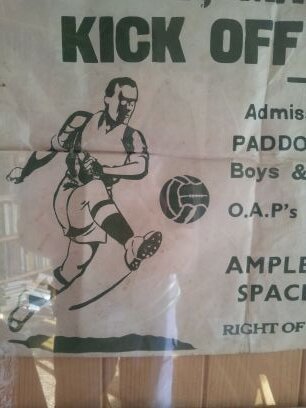 KICK OFF
Admis
PADDO
Boys &
O.A.P's
AMPLE
SPAC
RIGHT OF